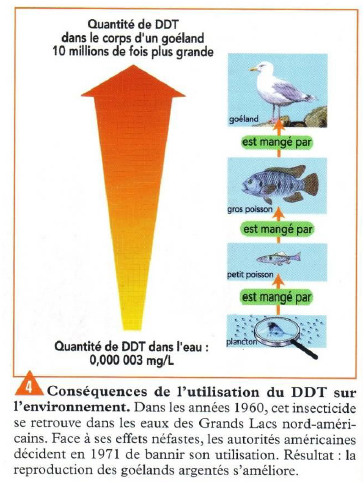 Quantité de DDT
dans le corps d'un goéland
10 millions de fois plus grande
goéland
est mangé par
gros poisson
est mangé par
petit poisson
est mangé par
plancton
Quantité de DDT dans l'eau :
0,000 003 mg/L
4 Conséquences de l'utilisation du DDT sur
l'environnement. Dans les années 1960, cet insecticide
se retrouve dans les eaux des Grands Lacs nord-améri-
cains. Face à ses effets néfastes, les autorités américaines
décident en 1971 de bannir son utilisation. Résultat : la
reproduction des goélands argentés s'améliore.